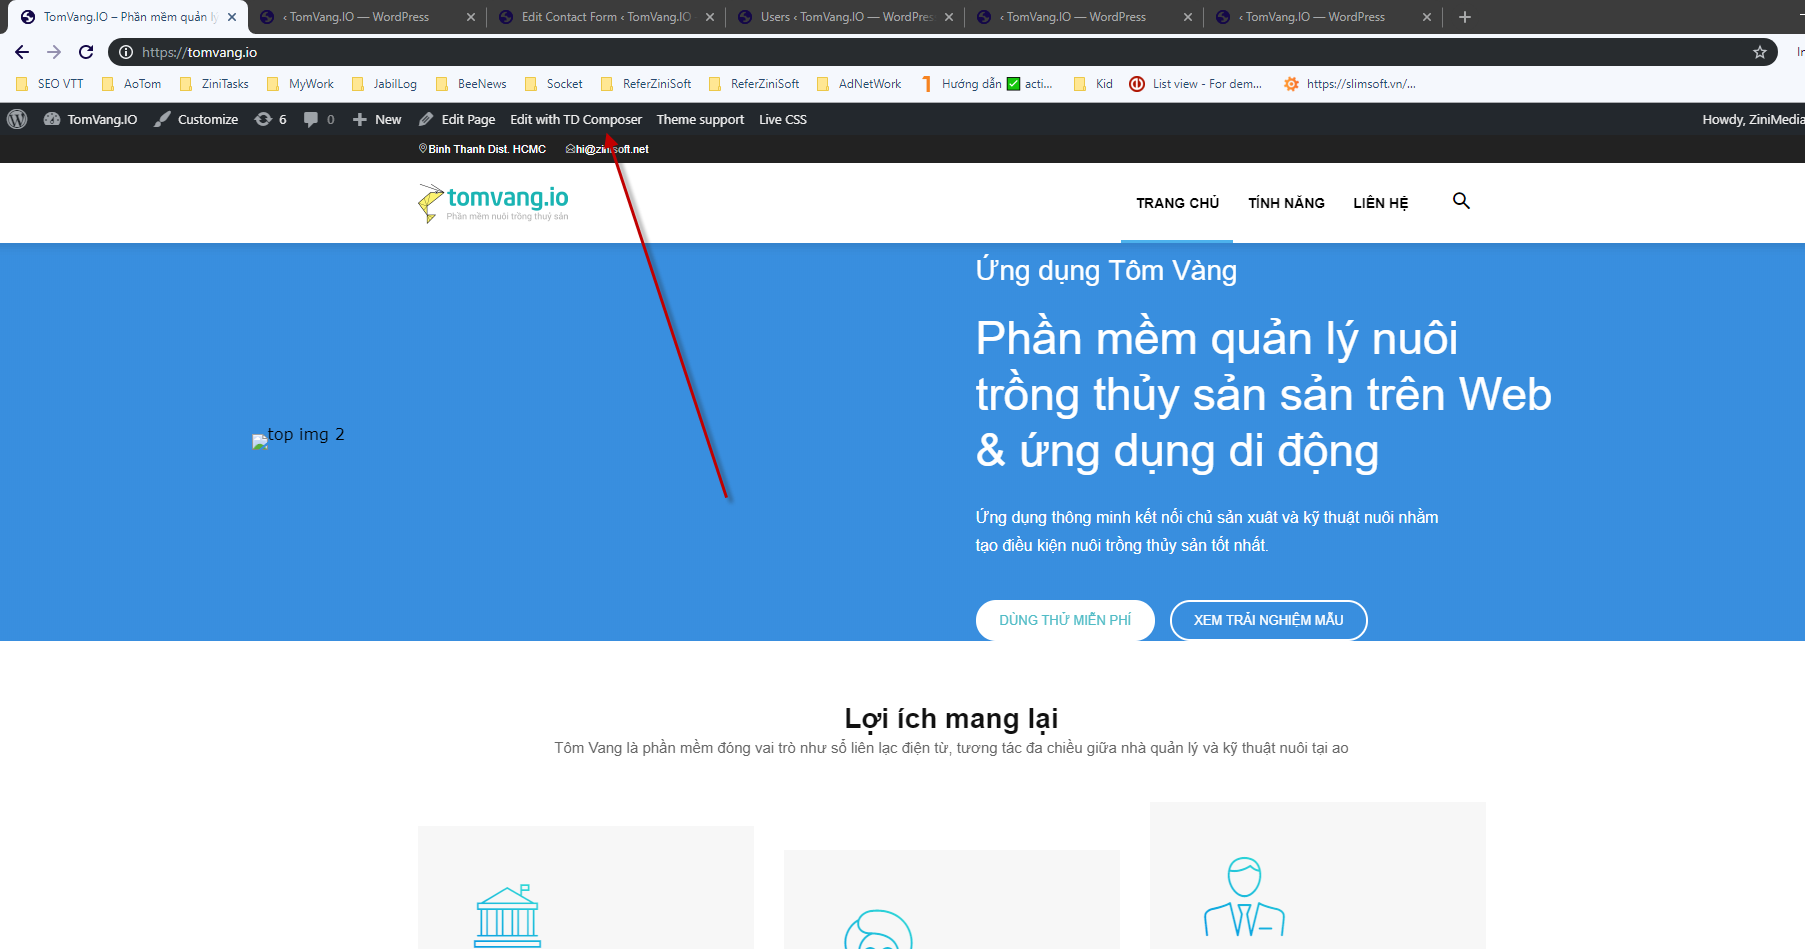 TomVang.IO – Phần mềm quản lý
‹ TomVang.IO — WordPress
Edit Contact Form ‹ TomVang.IO
Users ‹ TomVang.IO — WordPress
‹ TomVang.IO — WordPress
‹ TomVang.IO — WordPress
https://tomvang.io
SEO VTT
AoTom
ZiniTasks
MyWork
JabilLog
BeeNews
Socket
ReferZiniSoft
ReferZiniSoft
AdNetWork
Hướng dẫn ✅ acti...
Kid
List view - For dem...
https://slimsoft.vn/...
TomVang.IO
Customize
6
0
New
Edit Page
Edit with TD Composer
Theme support
Live CSS
Howdy, ZiniMedia
Binh Thanh Dist. HCMC
hi@zinisoft.net
tomvang.io
Phần mềm nuôi trồng thuỷ sản
TRANG CHỦ
TÍNH NĂNG
LIÊN HỆ
Ứng dụng Tôm Vàng
Phần mềm quản lý nuôi
trồng thủy sản sản trên Web
& ứng dụng di động
top img 2
Ứng dụng thông minh kết nối chủ sản xuât và kỹ thuật nuôi nhằm
tạo điều kiện nuôi trồng thủy sản tốt nhất.
DÙNG THỬ MIỄN PHÍ
XEM TRẢI NGHIỆM MẪU
Lợi ích mang lại
Tôm Vang là phần mềm đóng vai trò như sổ liên lạc điện từ, tương tác đa chiều giữa nhà quản lý và kỹ thuật nuôi tại ao